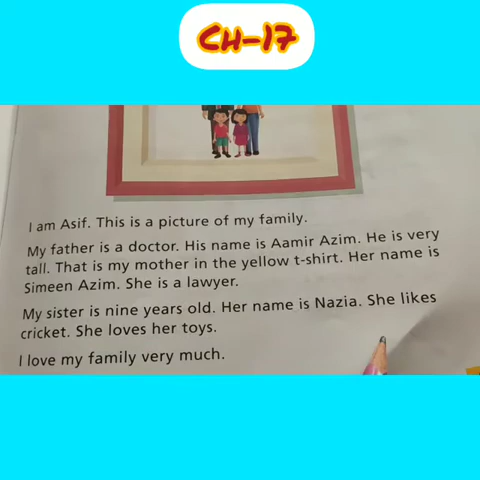 CH-17
I am Asif. This is a picture of my family.
My father is a doctor. His name is Aamir Azim. He is very
tall. That is my mother in the yellow t-shirt. Her name is
Simeen Azim. She is a lawyer.
My sister is nine years old. Her name is Nazia. She likes
cricket. She loves her toys.
I love my family very much.